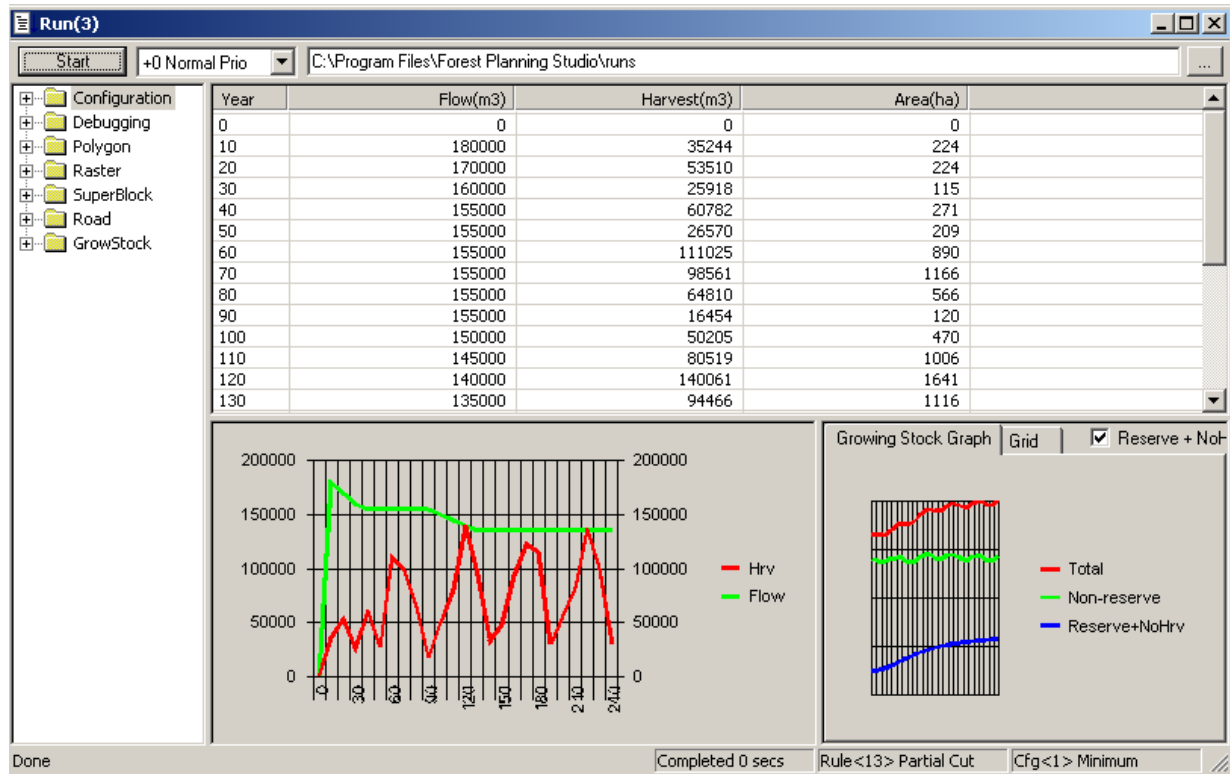 Run(3)
Start +0 Normal Prio C:\Program Files\Forest Planning Studio\runs ...
Configuration
Debugging
Polygon
Raster
SuperBlock
Road
GrowStock
Year Flow(m3) Harvest(m3) Area(ha)
0 0 0 0
10 180000 35244 224
20 170000 53510 224
30 160000 25918 115
40 155000 60782 271
50 155000 26570 209
60 155000 111025 890
70 155000 98561 1166
80 155000 64810 566
90 155000 16454 120
100 150000 50205 470
110 145000 80519 1006
120 140000 140061 1641
130 135000 94466 1116
200000 200000
150000 150000
100000 100000
50000 50000
0 0
0 30 60 90 120 150 180 210 240
Hrv
Flow
Growing Stock Graph Grid Reserve + NoH
Total
Non-reserve
Reserve+NoHrv
Done Completed 0 secs Rule<13> Partial Cut Cfg<1> Minimum